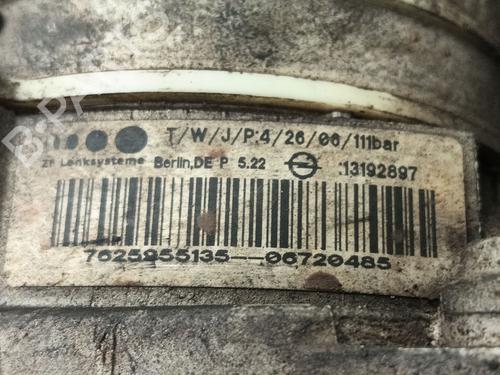 T/W/J/P:4/26/06/111bar
ZF Lenksysteme Berlin,DE P 5.22 13192897
7625955135--06720485